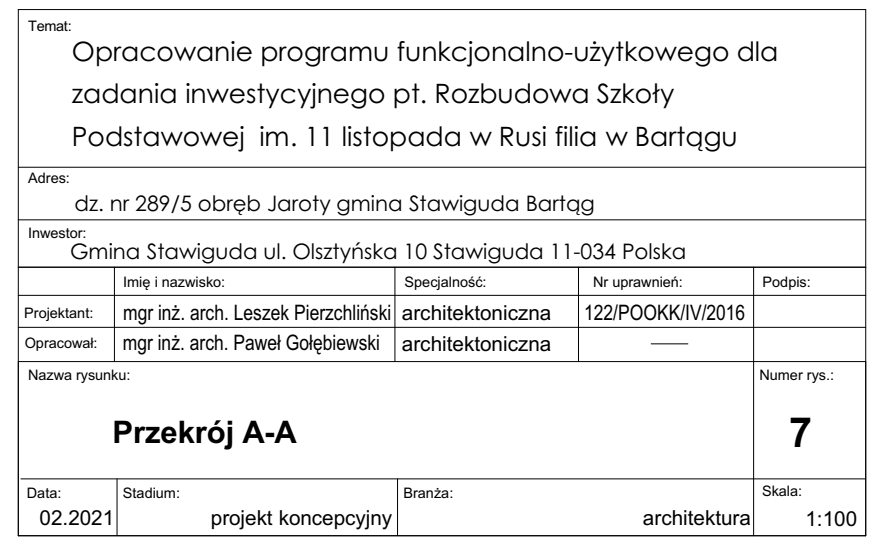 Temat:
Opracowanie programu funkcjonalno-użytkowego dla
zadania inwestycyjnego pt. Rozbudowa Szkoły
Podstawowej im. 11 listopada w Rusi filia w Bartągu
Adres:
dz. nr 289/5 obręb Jaroty gmina Stawiguda Bartąg
Inwestor:
Gmina Stawiguda ul. Olsztyńska 10 Stawiguda 11-034 Polska
Imię i nazwisko: Specjalność: Nr uprawnień: Podpis:
Projektant: mgr inż. arch. Leszek Pierzchliński architektoniczna 122/POOKK/IV/2016
Opracował: mgr inż. arch. Paweł Gołębiewski architektoniczna —
Nazwa rysunku: Numer rys.:
Przekrój A-A 7
Data: Stadium: Branża: Skala:
02.2021 projekt koncepcyjny architektura 1:100